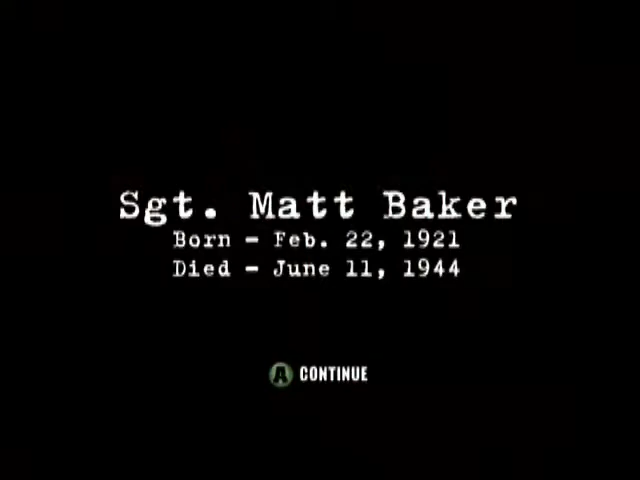 Sgt. Matt Baker
Born - Feb. 22, 1921
Died - June 11, 1944
A CONTINUE